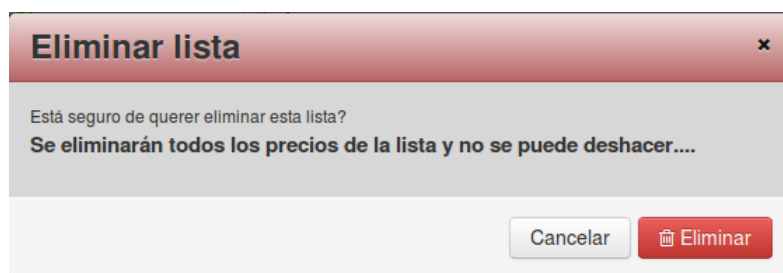 Eliminar lista
×
Está seguro de querer eliminar esta lista?
Se eliminarán todos los precios de la lista y no se puede deshacer....
Cancelar
Eliminar